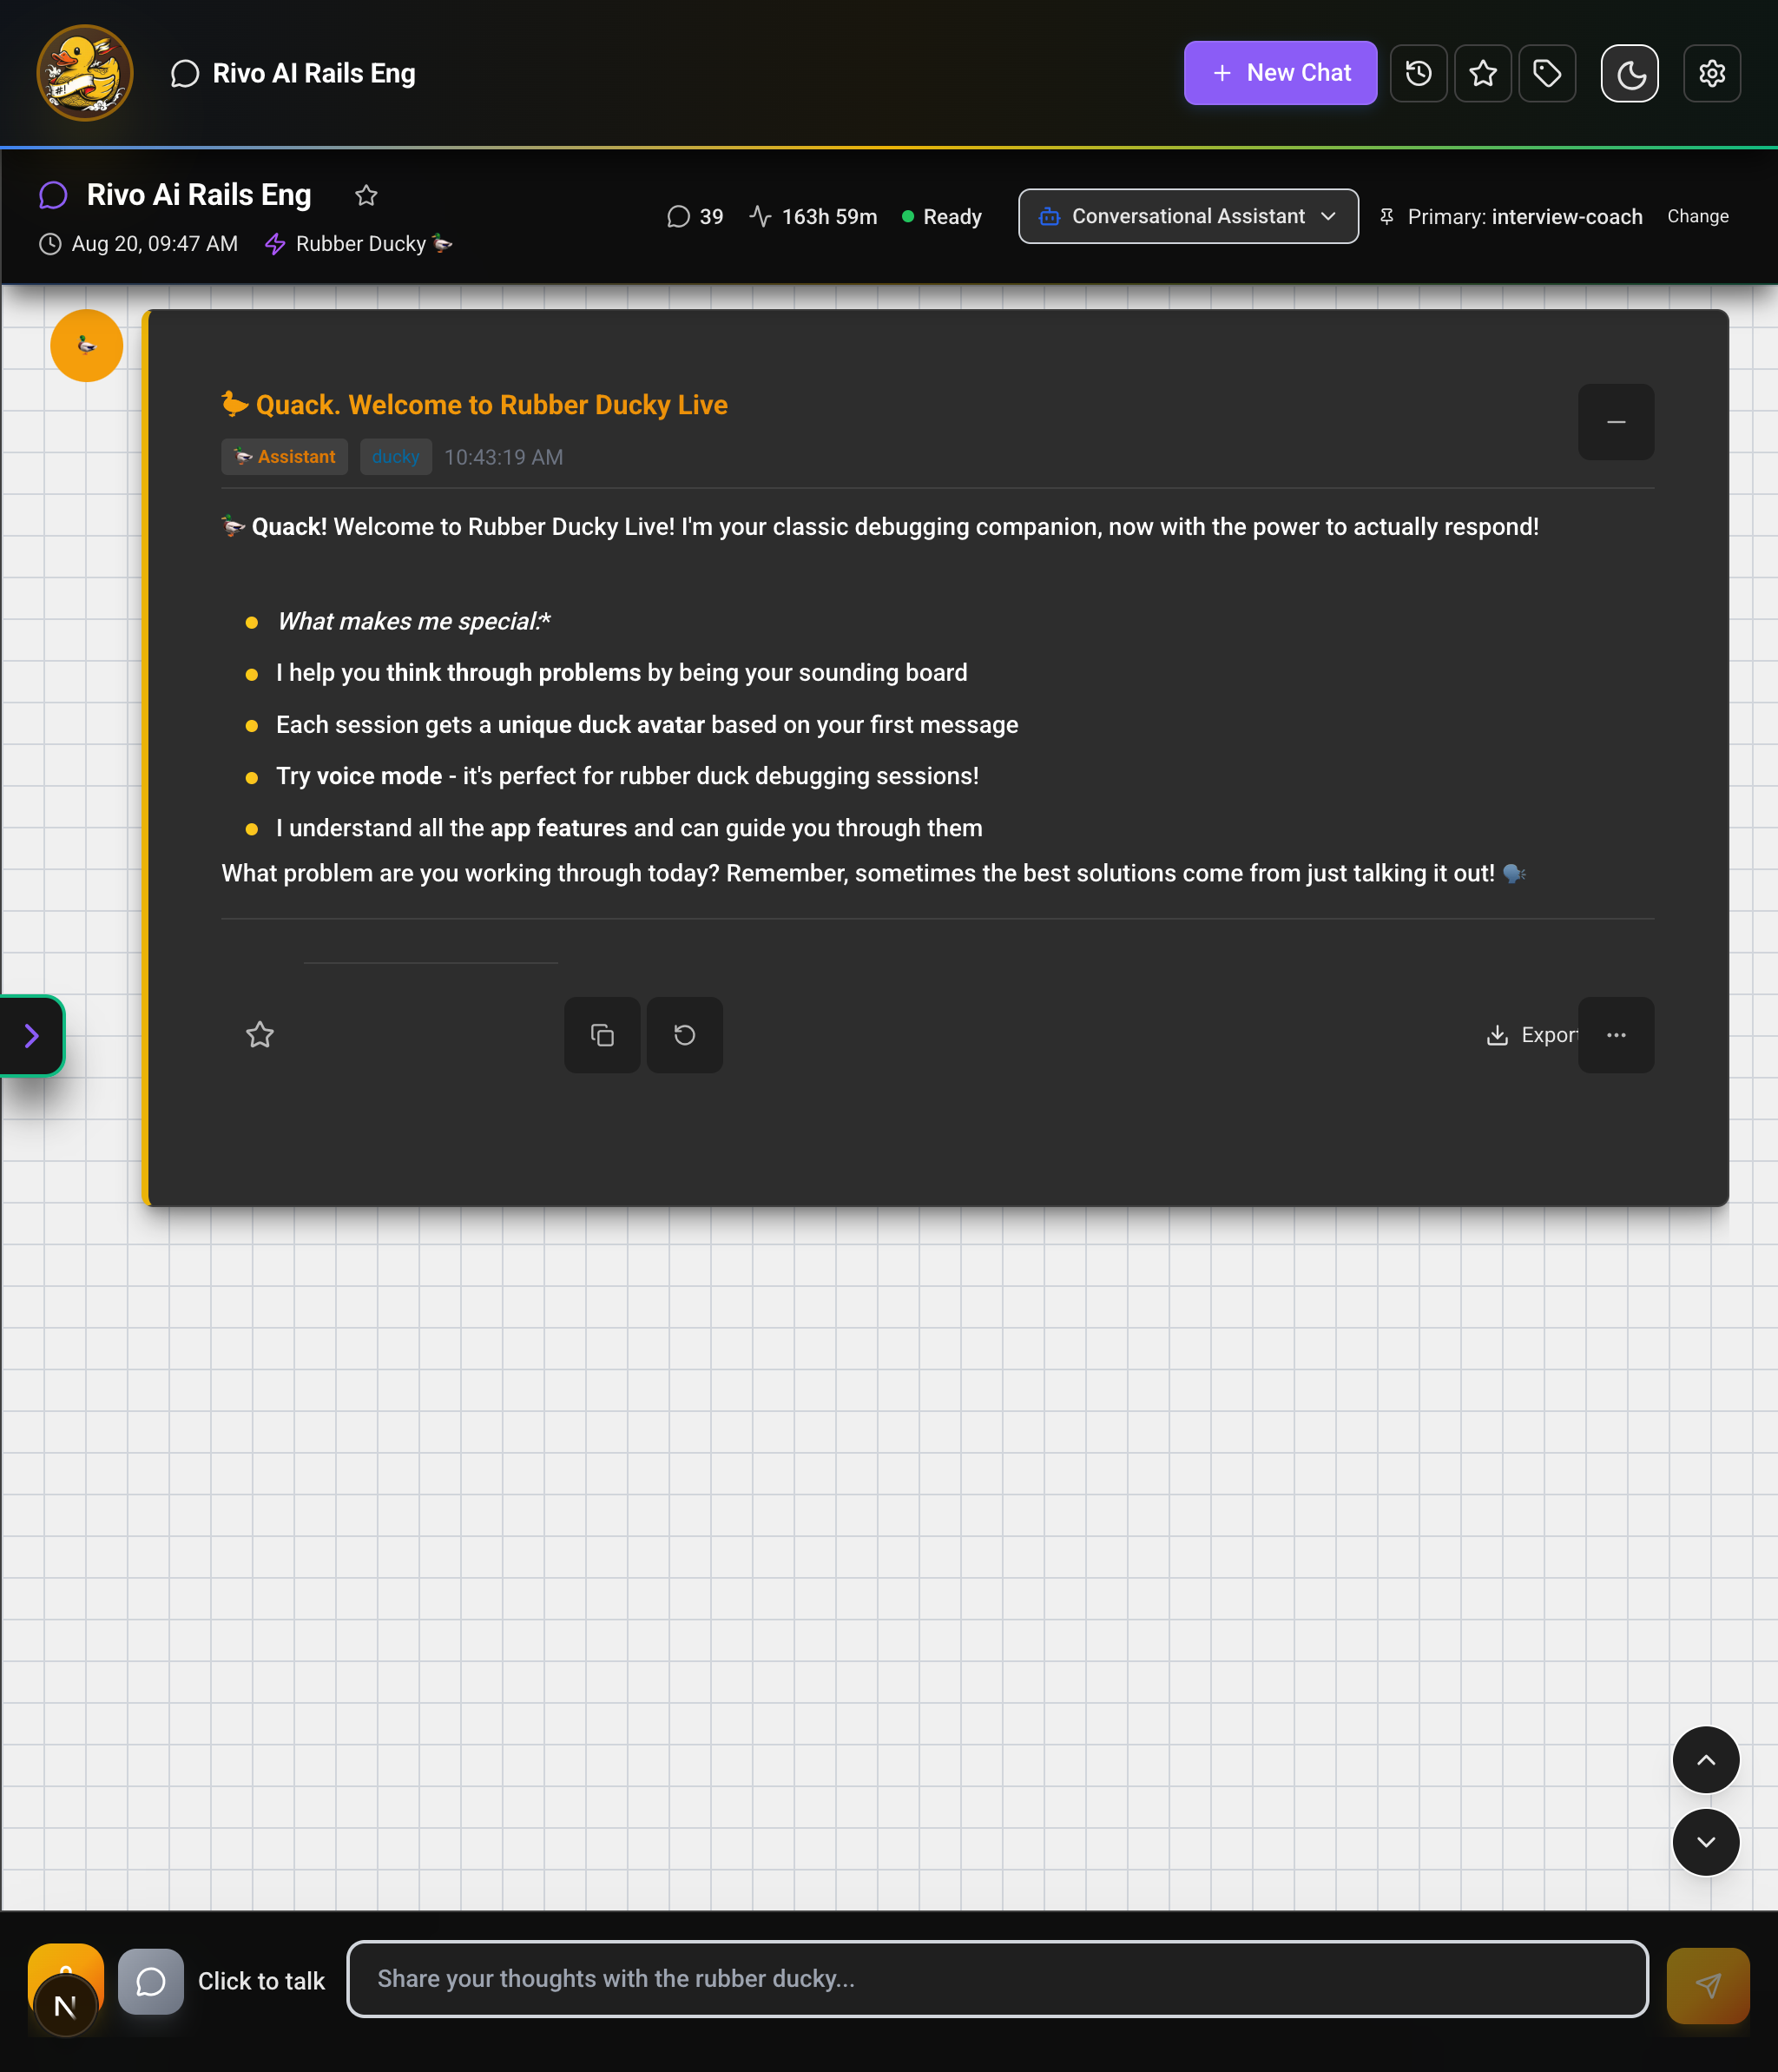 #!
Rivo AI Rails Eng
New Chat
Rivo Ai Rails Eng
Aug 20, 09:47 AM
Rubber Ducky
39
163h 59m
Ready
Conversational Assistant
Primary: interview-coach
Change
Quack. Welcome to Rubber Ducky Live
Assistant
ducky
10:43:19 AM
Quack! Welcome to Rubber Ducky Live! I'm your classic debugging companion, now with the power to actually respond!
What makes me special:*
I help you think through problems by being your sounding board
Each session gets a unique duck avatar based on your first message
Try voice mode - it's perfect for rubber duck debugging sessions!
I understand all the app features and can guide you through them
What problem are you working through today? Remember, sometimes the best solutions come from just talking it out!
Export
Click to talk
Share your thoughts with the rubber ducky...
N